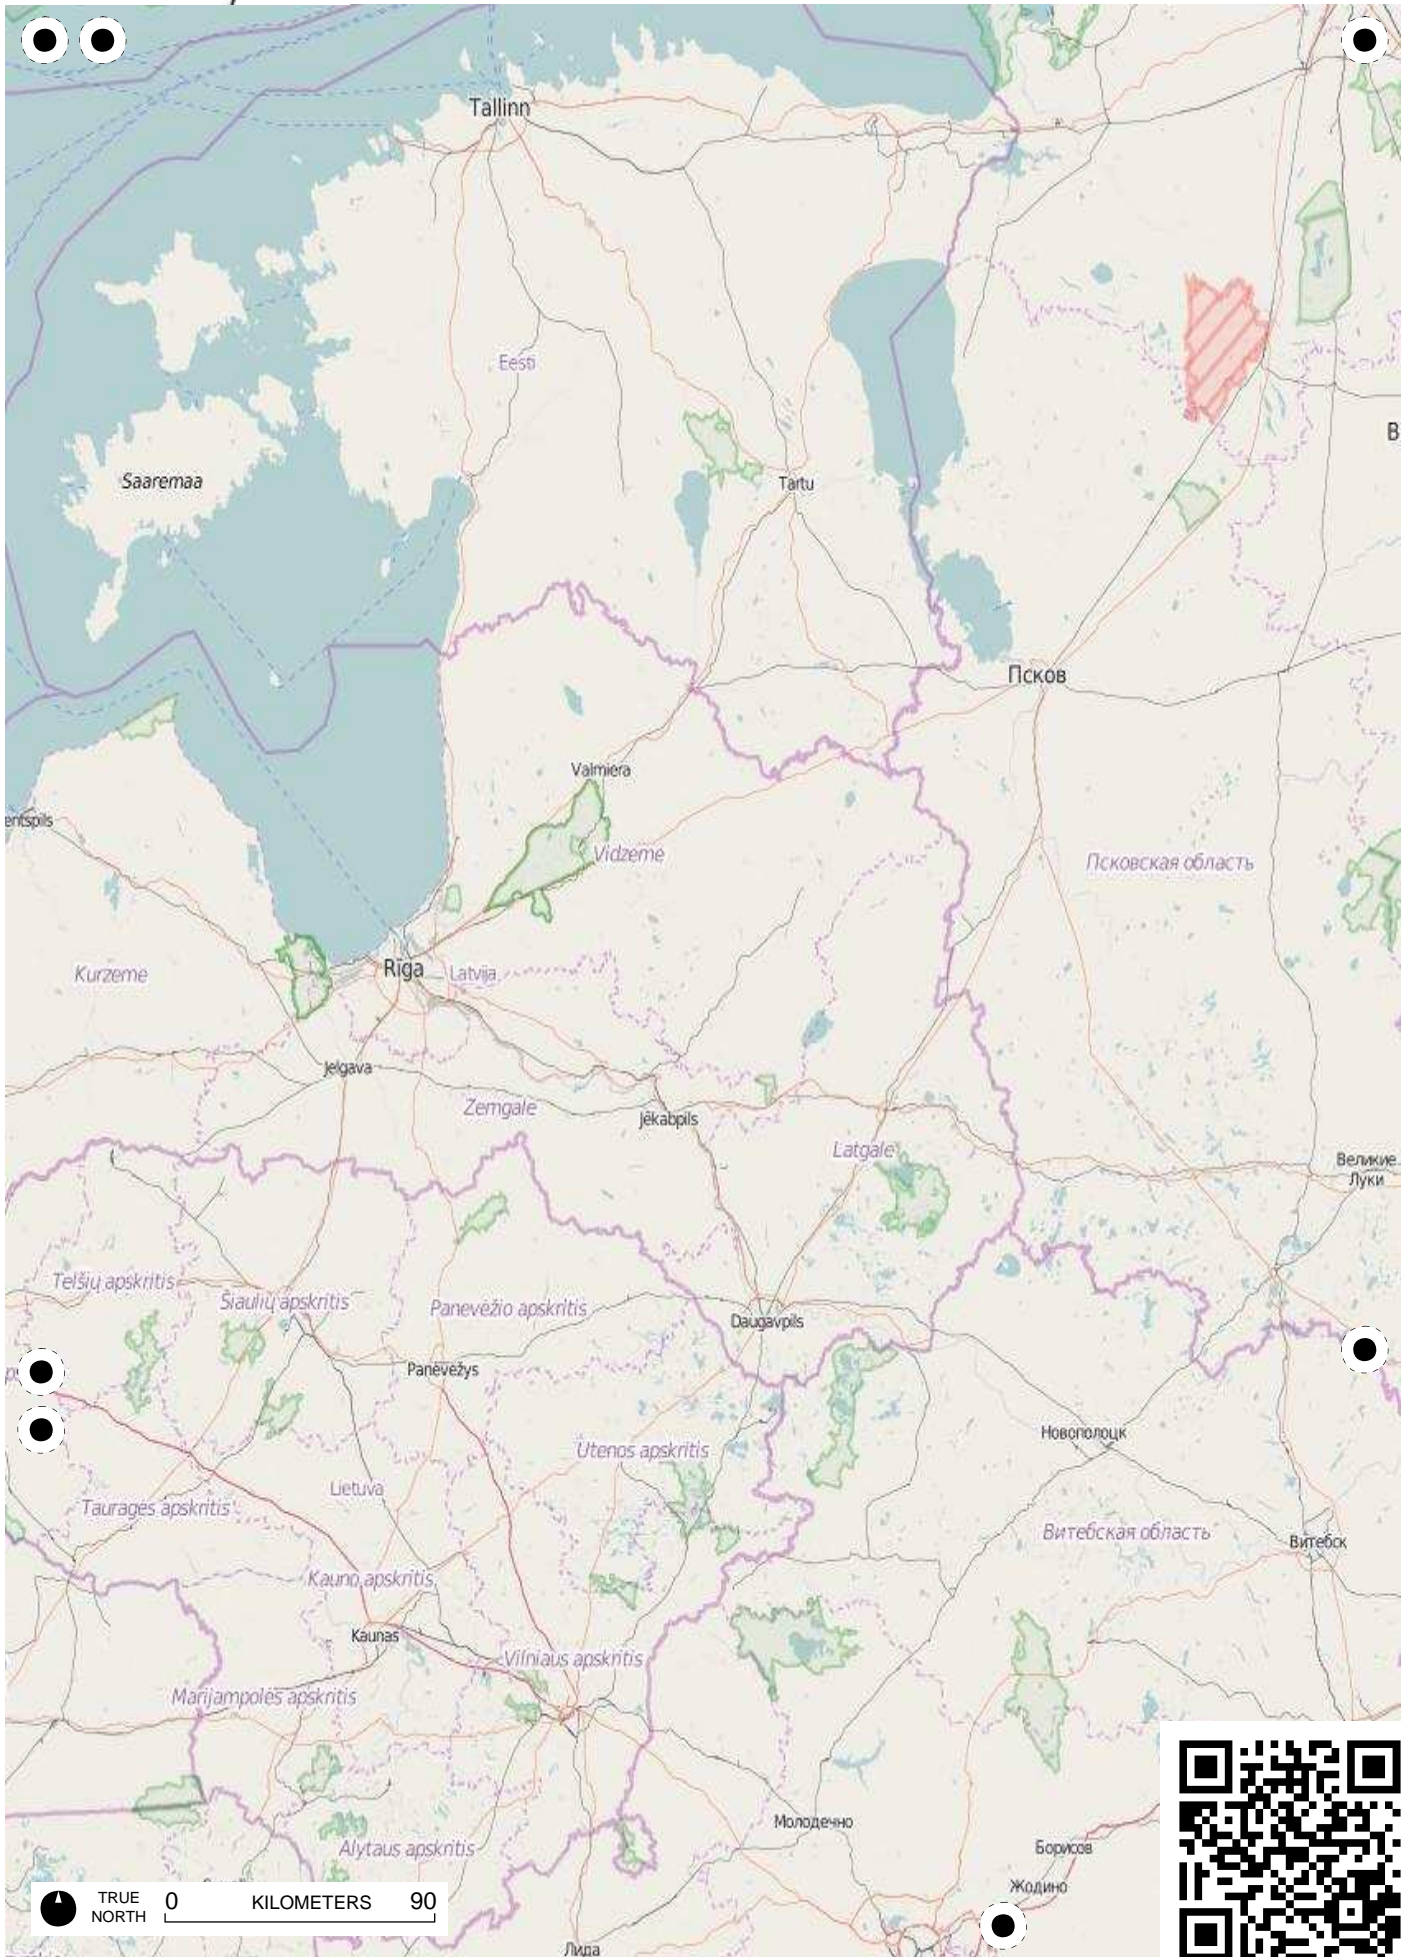 Tallinn
Eesti
В
Saaremaa
Tartu
Псков
Valmiera
entspils
Vidzeme
Псковская область
Kurzeme
Rīga
Latvija
Jelgava
Zemgale
Jēkabpils
Latgale
Великие
Луки
Telšių apskritis
Šiaulių apskritis
Panevėžio apskritis
Daugavpils
Panevėžys
Новополоцк
Utenos apskritis
Lietuva
Tauragės apskritis
Витебская область
Витебск
Kauno apskritis
Kaunas
Vilniaus apskritis
Marijampolės apskritis
Молодечно
Alytaus apskritis
Борисов
Жодино
TRUE
NORTH
0 KILOMETERS 90
Лида